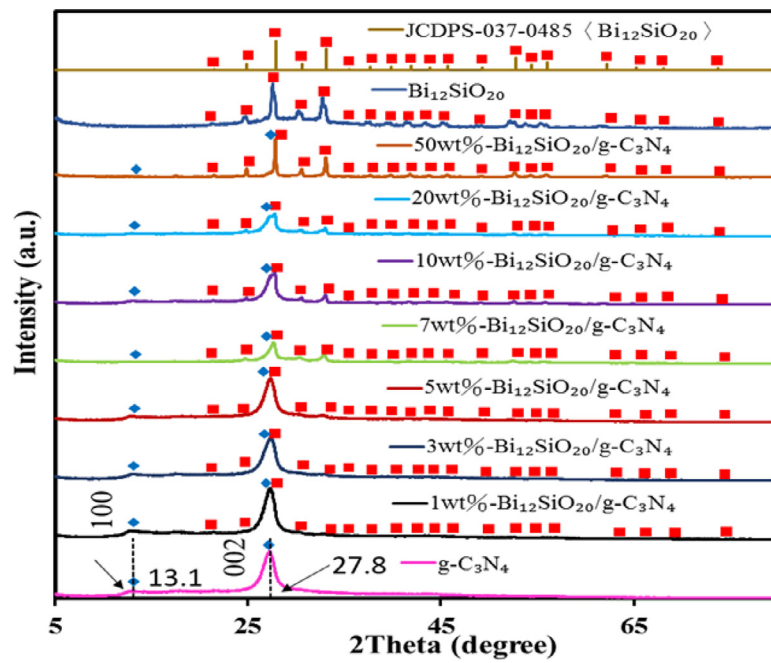 JCDPS-037-0485〈Bi₁₂SiO₂₀〉
Bi₁₂SiO₂₀
50wt%-Bi₁₂SiO₂₀/g-C₃N₄
20wt%-Bi₁₂SiO₂₀/g-C₃N₄
10wt%-Bi₁₂SiO₂₀/g-C₃N₄
7wt%-Bi₁₂SiO₂₀/g-C₃N₄
5wt%-Bi₁₂SiO₂₀/g-C₃N₄
3wt%-Bi₁₂SiO₂₀/g-C₃N₄
1wt%-Bi₁₂SiO₂₀/g-C₃N₄
g-C₃N₄
100
002
13.1
27.8
Intensity (a.u.)
5 25 45 65
2Theta (degree)